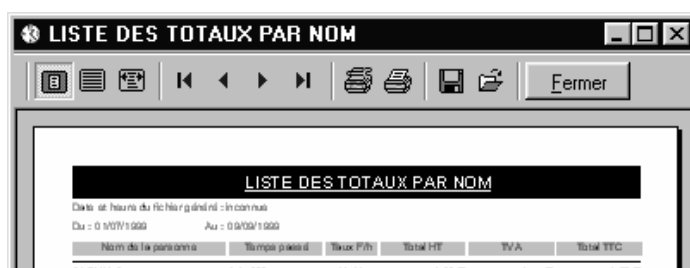 LISTE DES TOTAUX PAR NOM
Fermer
LISTE DES TOTAUX PAR NOM
Date et heure du fichier généré : inconnue
Du : 01/07/1999 Au : 09/09/1999
Nom de la personne Temps passé Taux F/h Total HT TVA Total TTC